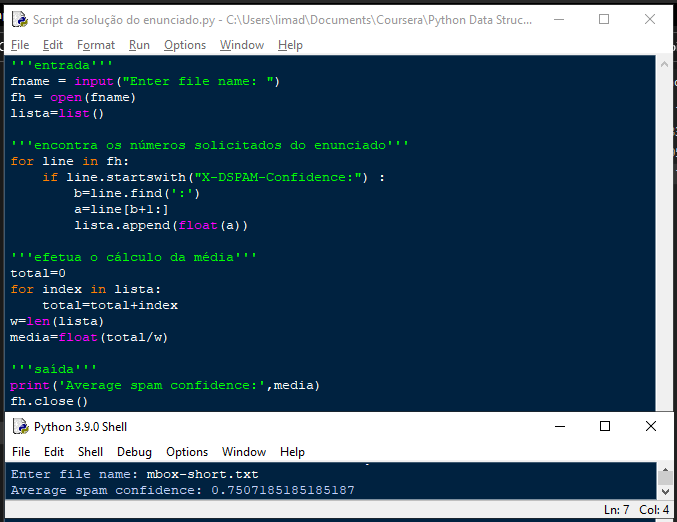 Script da solução do enunciado.py - C:\Users\limad\Documents\Coursera\Python Data Struc...
File Edit Format Run Options Window Help
'''entrada'''
fname = input("Enter file name: ")
fh = open(fname)
lista=list()
'''encontra os números solicitados do enunciado'''
for line in fh:
    if line.startswith("X-DSPAM-Confidence:") :
        b=line.find(':')
        a=line[b+1:]
        lista.append(float(a))
'''efetua o cálculo da média'''
total=0
for index in lista:
    total=total+index
w=len(lista)
media=float(total/w)
'''saída'''
print('Average spam confidence:',media)
fh.close()
Python 3.9.0 Shell
File Edit Shell Debug Options Window Help
Enter file name: mbox-short.txt
Average spam confidence: 0.7507185185185187
Ln: 7 Col: 4